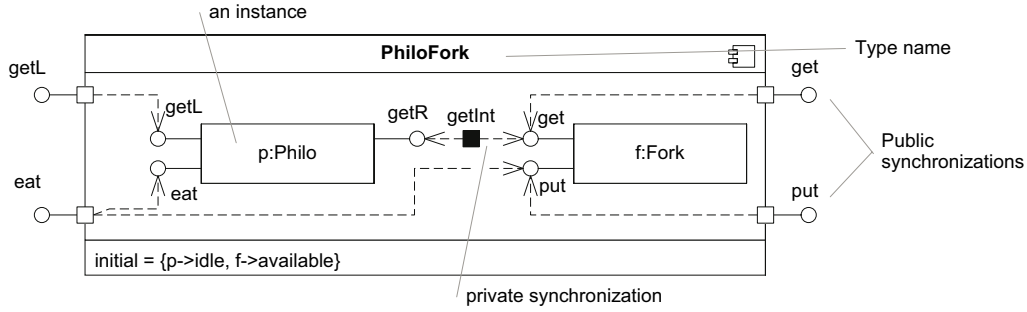 an instance
PhiloFork
Type name
getL
get
getL
getR
getInt
get
p:Philo
f:Fork
Public
synchronizations
eat
eat
put
put
initial = {p->idle, f->available}
private synchronization